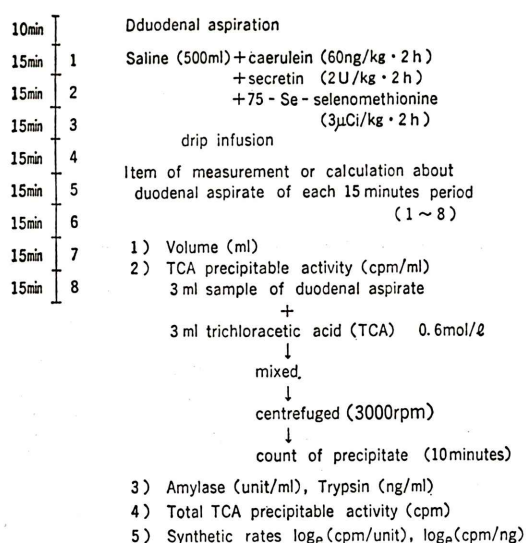 10min Dduodenal aspiration
15min 1 Saline (500ml)+caerulein (60ng/kg・2h)
+secretin (2U/kg・2h)
15min 2 +75-Se-selenomethionine
(3μCi/kg・2h)
15min 3 drip infusion
15min 4 Item of measurement or calculation about
15min 5 duodenal aspirate of each 15 minutes period
15min 6 (1~8)
15min 7 1) Volume (ml)
2) TCA precipitable activity (cpm/ml)
15min 8 3 ml sample of duodenal aspirate
+
3 ml trichloracetic acid (TCA) 0.6mol/ℓ
↓
mixed.
↓
centrefuged (3000rpm)
↓
count of precipitate (10minutes)
3) Amylase (unit/ml), Trypsin (ng/ml)
4) Total TCA precipitable activity (cpm)
5) Synthetic rates logₑ(cpm/unit), logₑ(cpm/ng)